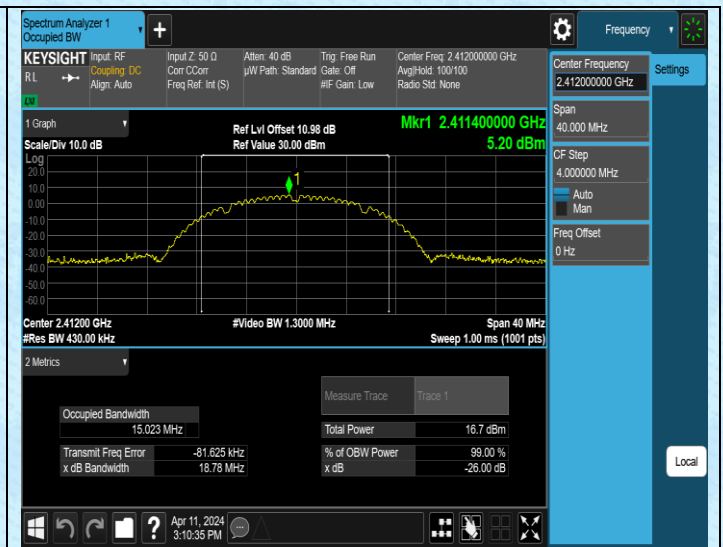 Spectrum Analyzer 1
Occupied BW
+
Frequency
KEYSIGHT
RL
LXI
Input: RF
Coupling: DC
Align: Auto
Input Z: 50 Ω
Corr CCorr
Freq Ref: Int (S)
Atten: 40 dB
µW Path: Standard
Trig: Free Run
Gate: Off
#IF Gain: Low
Center Freq: 2.412000000 GHz
Avg|Hold: 100/100
Radio Std: None
Center Frequency
2.412000000 GHz
Settings
Span
40.000 MHz
CF Step
4.000000 MHz
Auto
Man
Freq Offset
0 Hz
1 Graph
Scale/Div 10.0 dB
Ref Lvl Offset 10.98 dB
Ref Value 30.00 dBm
Mkr1 2.411400000 GHz
5.20 dBm
Log
20.0
10.0
0.00
-10.0
-20.0
-30.0
-40.0
-50.0
-60.0
1
Center 2.41200 GHz
#Res BW 430.00 kHz
#Video BW 1.3000 MHz
Span 40 MHz
Sweep 1.00 ms (1001 pts)
2 Metrics
Measure Trace
Trace 1
Occupied Bandwidth
15.023 MHz
Total Power
16.7 dBm
Transmit Freq Error
-81.625 kHz
% of OBW Power
99.00 %
x dB Bandwidth
18.78 MHz
x dB
-26.00 dB
Local
?
Apr 11, 2024
3:10:35 PM